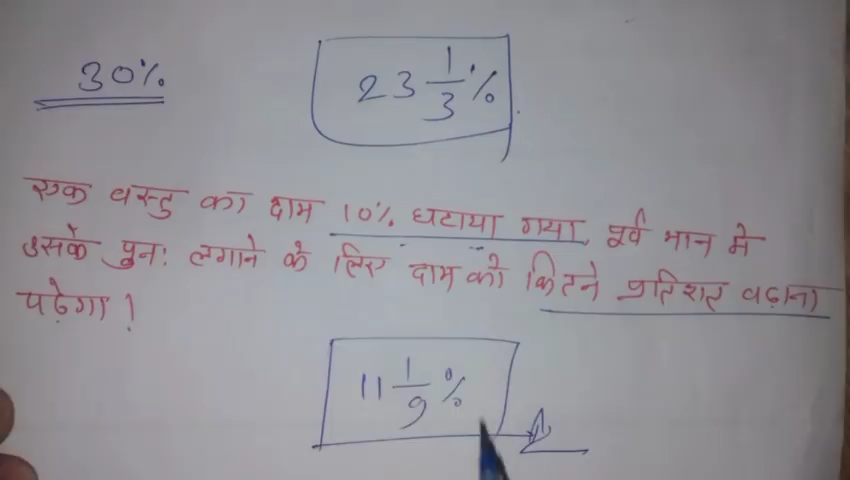 30%
23 1/3 %
एक वस्तु का दाम 10% घटाया गया, पूर्व मान मे
उसके पुनः लगाने के लिए दाम को कितने प्रतिशत बढ़ाना
पड़ेगा !
11 1/9 %